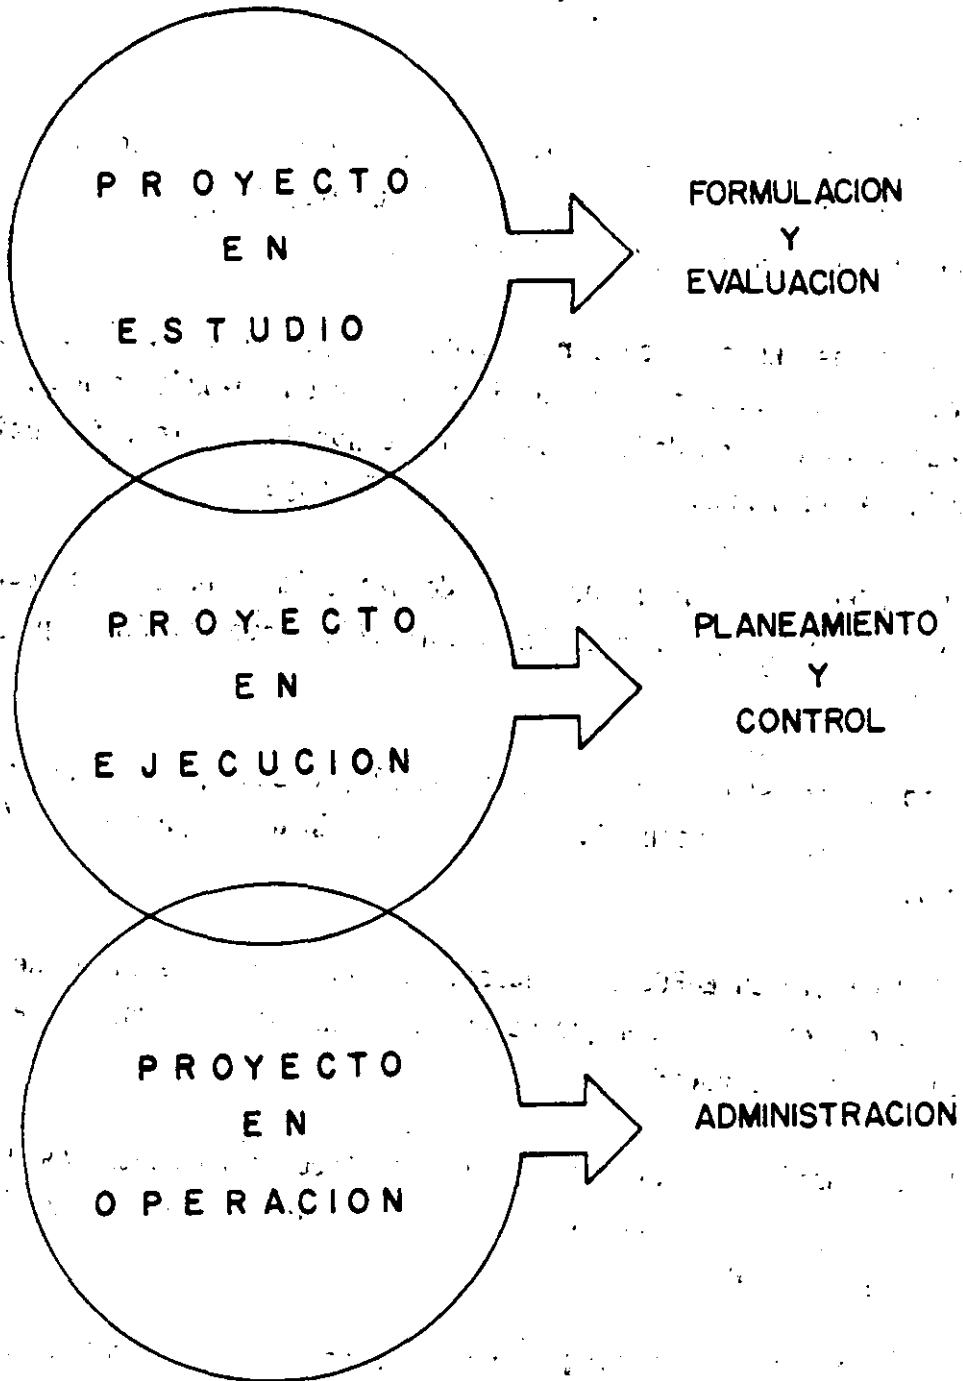 PROYECTO
EN
ESTUDIO
FORMULACION
Y
EVALUACION
PROYECTO
EN
EJECUCION
PLANEAMIENTO
Y
CONTROL
PROYECTO
EN
OPERACION
ADMINISTRACION